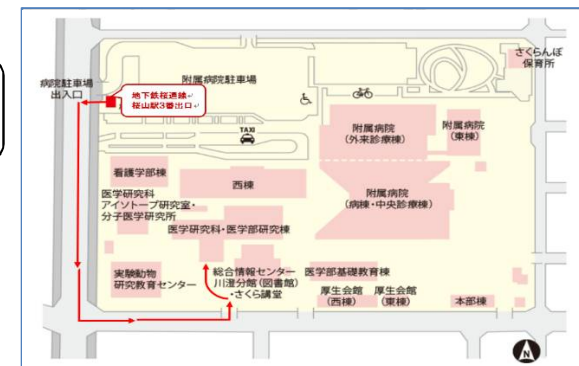 さくらんぼ
保育所
病院駐車場
出入口
附属病院駐車場
地下鉄桜通線
桜山駅3番出口
TAXI
附属病院
(外来診療棟)
附属病院
(東棟)
看護学部棟
西棟
附属病院
(病棟・中央診療棟)
医学研究科
アイソトープ研究室・
分子医学研究所
医学研究科・医学部研究棟
実験動物
研究教育センター
総合情報センター
川澄分館(図書館)
・さくら講堂
医学部基礎教育棟
厚生会館
(西棟)
厚生会館
(東棟)
本部棟
N